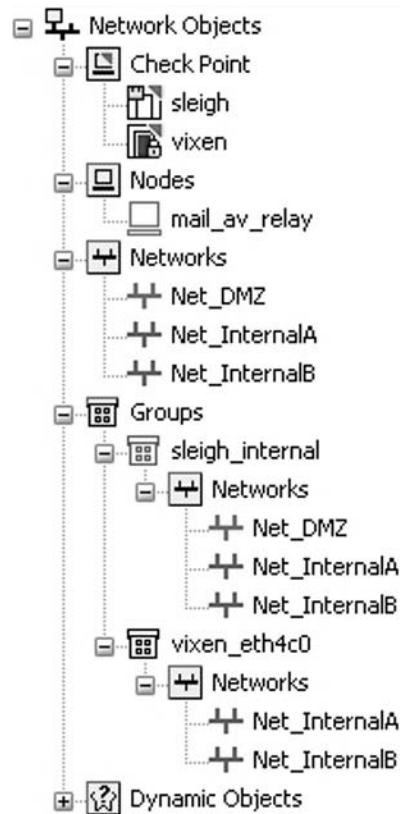 Network Objects
Check Point
sleigh
vixen
Nodes
mail_av_relay
Networks
Net_DMZ
Net_InternalA
Net_InternalB
Groups
sleigh_internal
Networks
Net_DMZ
Net_InternalA
Net_InternalB
vixen_eth4c0
Networks
Net_InternalA
Net_InternalB
Dynamic Objects